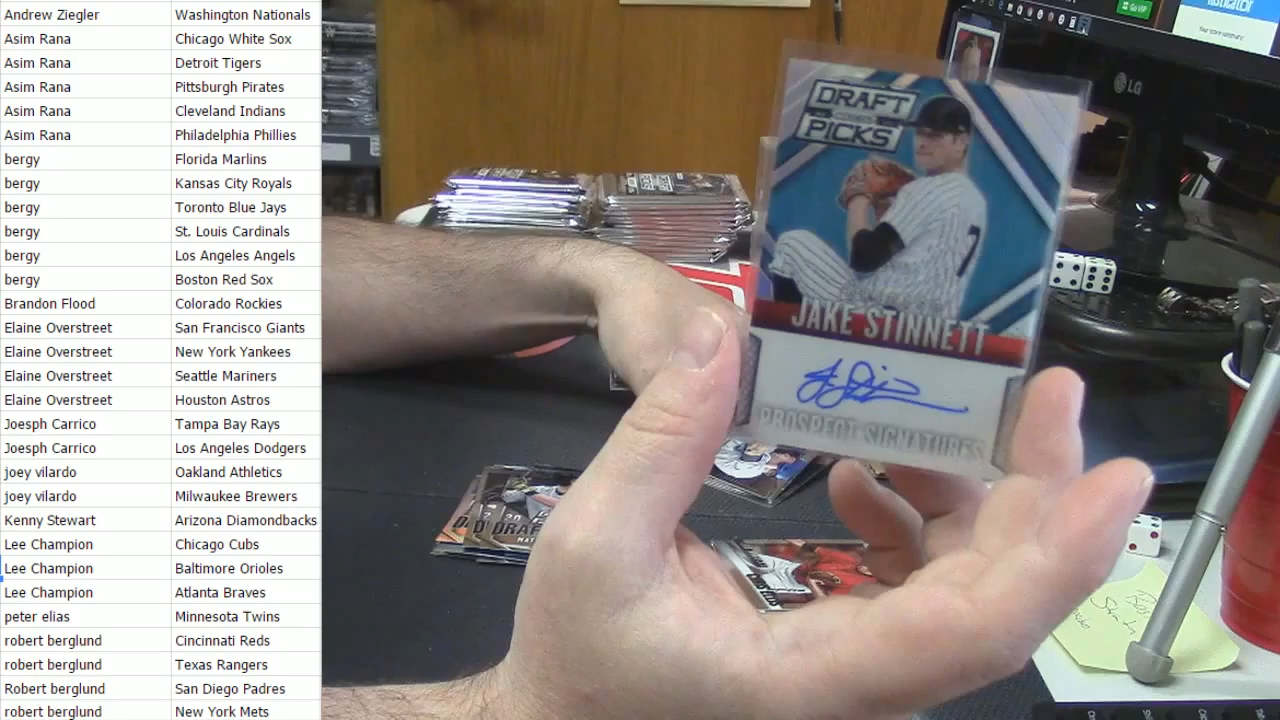 Andrew Ziegler Washington Nationals
Asim Rana Chicago White Sox
Asim Rana Detroit Tigers
Asim Rana Pittsburgh Pirates
Asim Rana Cleveland Indians
Asim Rana Philadelphia Phillies
bergy Florida Marlins
bergy Kansas City Royals
bergy Toronto Blue Jays
bergy St. Louis Cardinals
bergy Los Angeles Angels
bergy Boston Red Sox
Brandon Flood Colorado Rockies
Elaine Overstreet San Francisco Giants
Elaine Overstreet New York Yankees
Elaine Overstreet Seattle Mariners
Elaine Overstreet Houston Astros
Joesph Carrico Tampa Bay Rays
Joesph Carrico Los Angeles Dodgers
joey vilardo Oakland Athletics
joey vilardo Milwaukee Brewers
Kenny Stewart Arizona Diamondbacks
Lee Champion Chicago Cubs
Lee Champion Baltimore Orioles
Lee Champion Atlanta Braves
peter elias Minnesota Twins
robert berglund Cincinnati Reds
robert berglund Texas Rangers
Robert berglund San Diego Padres
robert berglund New York Mets
DRAFT
PICKS
7
JAKE STINNETT
PROSPECT SIGNATURES
LG
Go VIP
DRAF